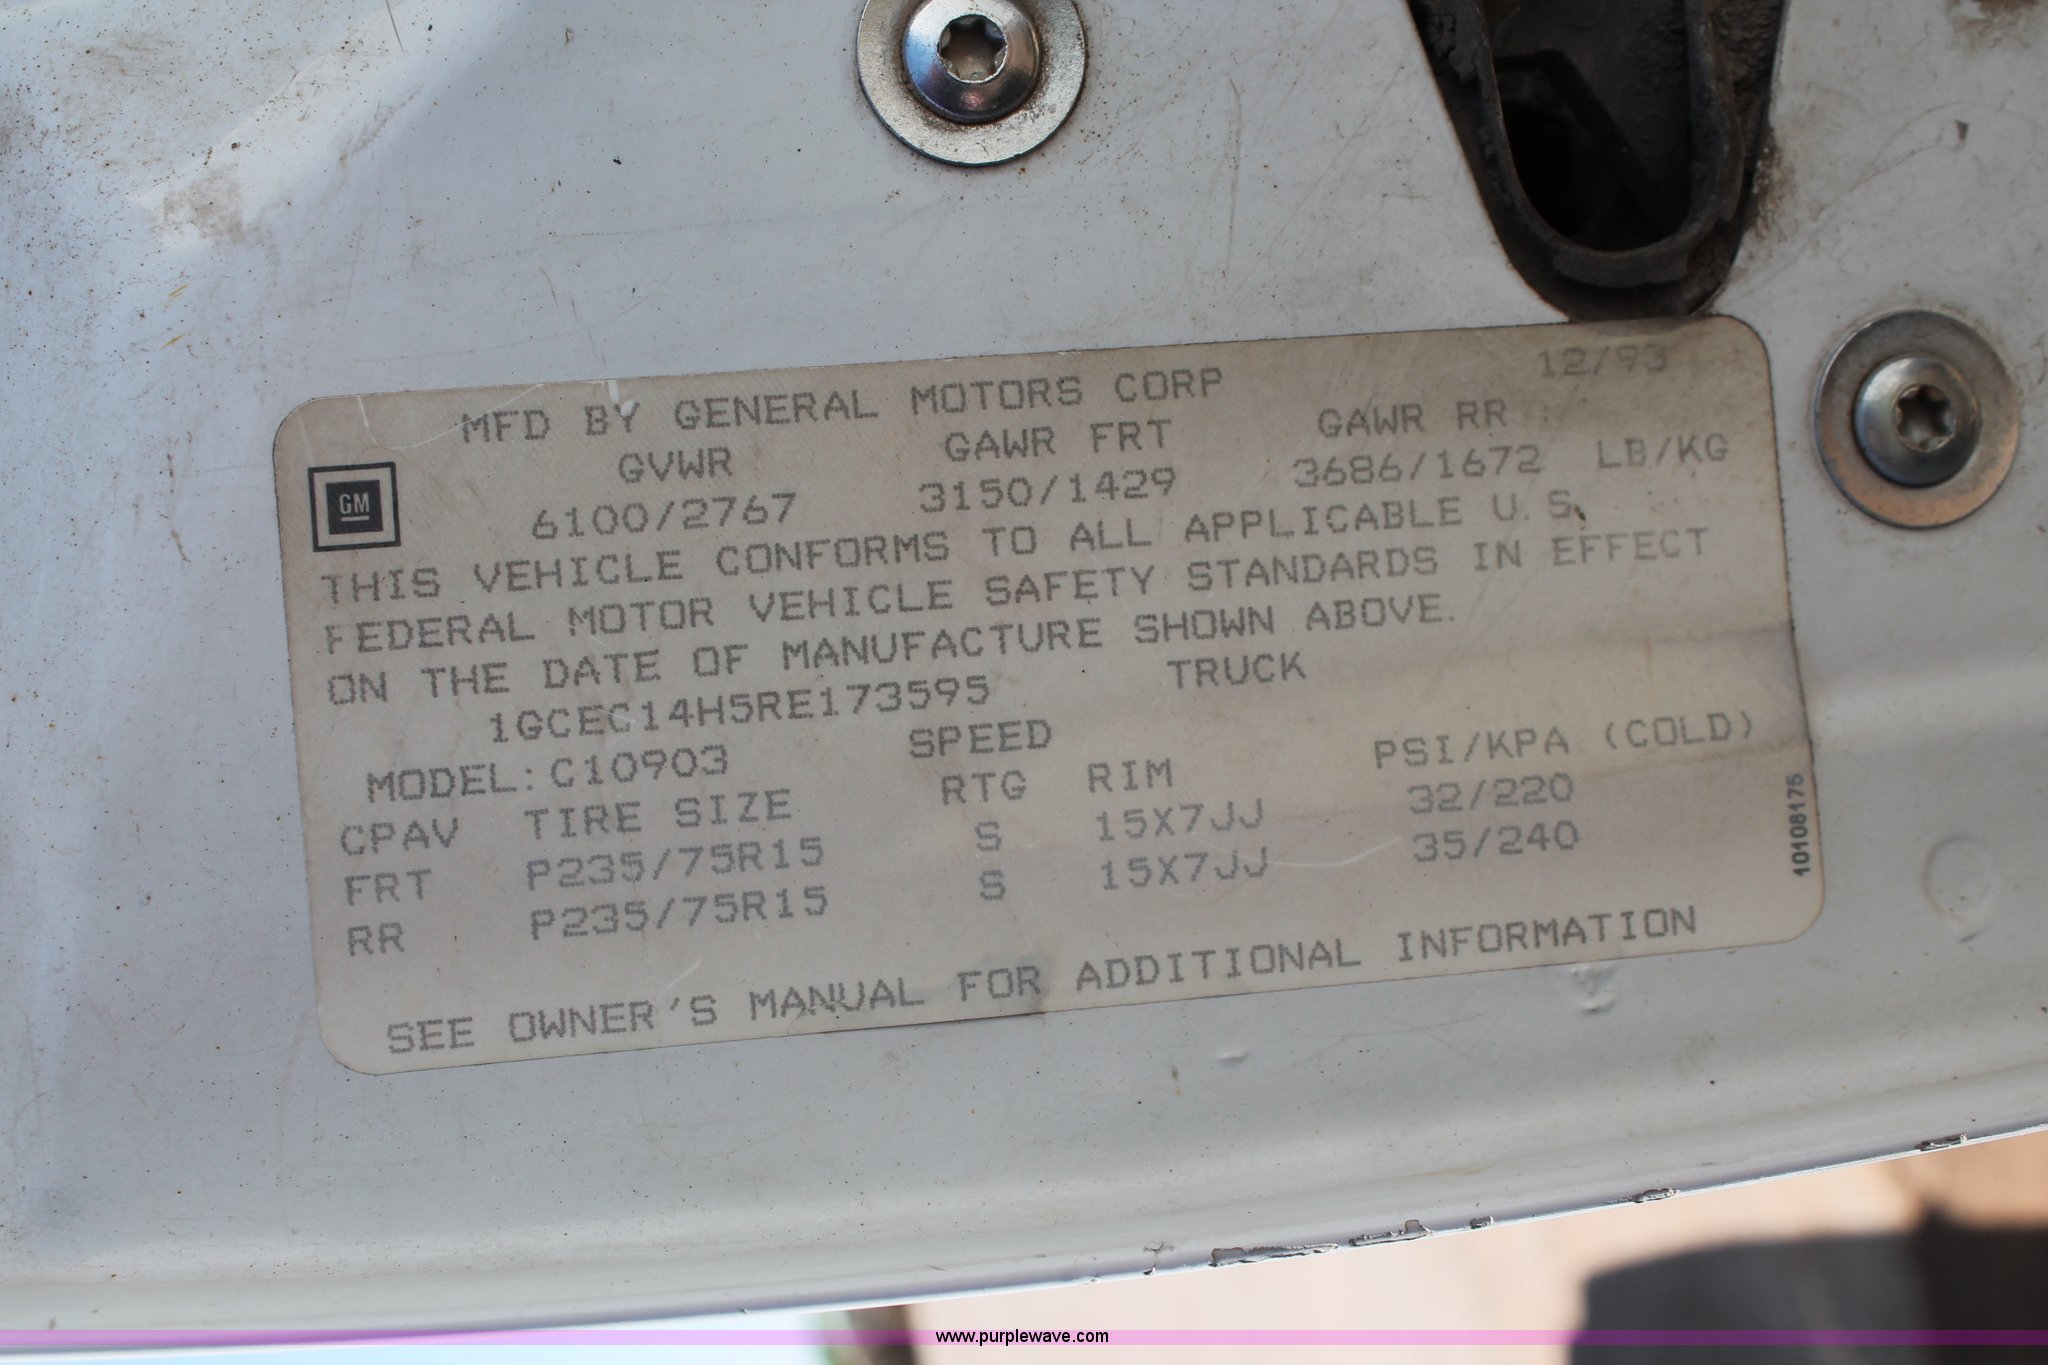 12/93
MFD BY GENERAL MOTORS CORP
GVWR GAWR FRT GAWR RR
6100/2767 3150/1429 3686/1672 LB/KG
GM
THIS VEHICLE CONFORMS TO ALL APPLICABLE U.S.
FEDERAL MOTOR VEHICLE SAFETY STANDARDS IN EFFECT
ON THE DATE OF MANUFACTURE SHOWN ABOVE.
1GCEC14H5RE173595 TRUCK
MODEL:C10903 SPEED
CPAV TIRE SIZE RTG RIM PSI/KPA (COLD)
FRT P235/75R15 S 15X7JJ 32/220
RR P235/75R15 S 15X7JJ 35/240
SEE OWNER'S MANUAL FOR ADDITIONAL INFORMATION
10108175
www.purplewave.com